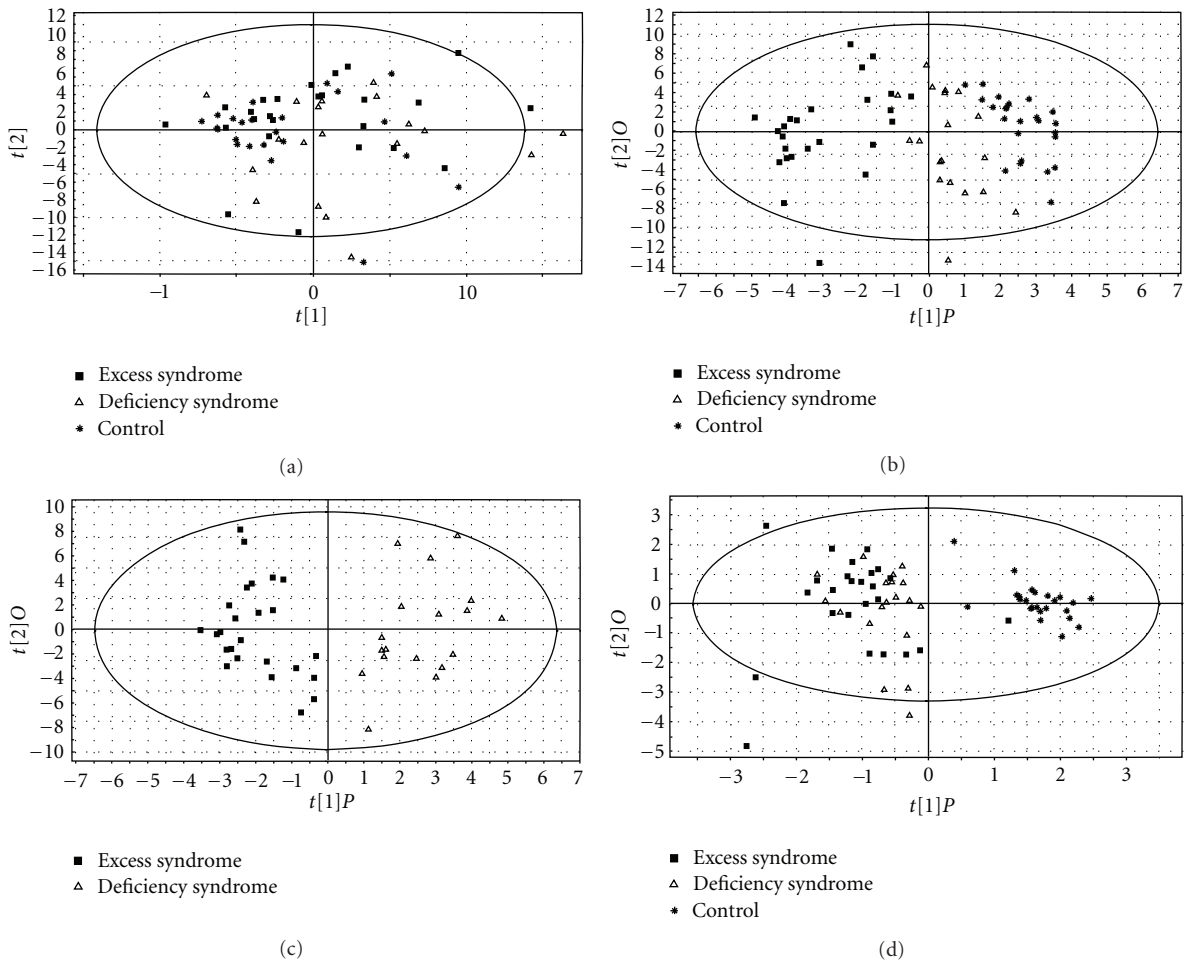 12
10
8
6
4
2
0
−2
−4
−6
−8
−10
−12
−14
−16
t[2]
−1 0 10
t[1]
Excess syndrome
Deficiency syndrome
Control
(a)
12
10
8
6
4
2
0
−2
−4
−6
−8
−10
−12
−14
t[2]O
−7 −6 −5 −4 −3 −2 −1 0 1 2 3 4 5 6 7
t[1]P
Excess syndrome
Deficiency syndrome
Control
(b)
10
8
6
4
2
0
−2
−4
−6
−8
−10
t[2]O
−7 −6 −5 −4 −3 −2 −1 0 1 2 3 4 5 6 7
t[1]P
Excess syndrome
Deficiency syndrome
(c)
3
2
1
0
−1
−2
−3
−4
−5
t[2]O
−3 −2 −1 0 1 2 3
t[1]P
Excess syndrome
Deficiency syndrome
Control
(d)